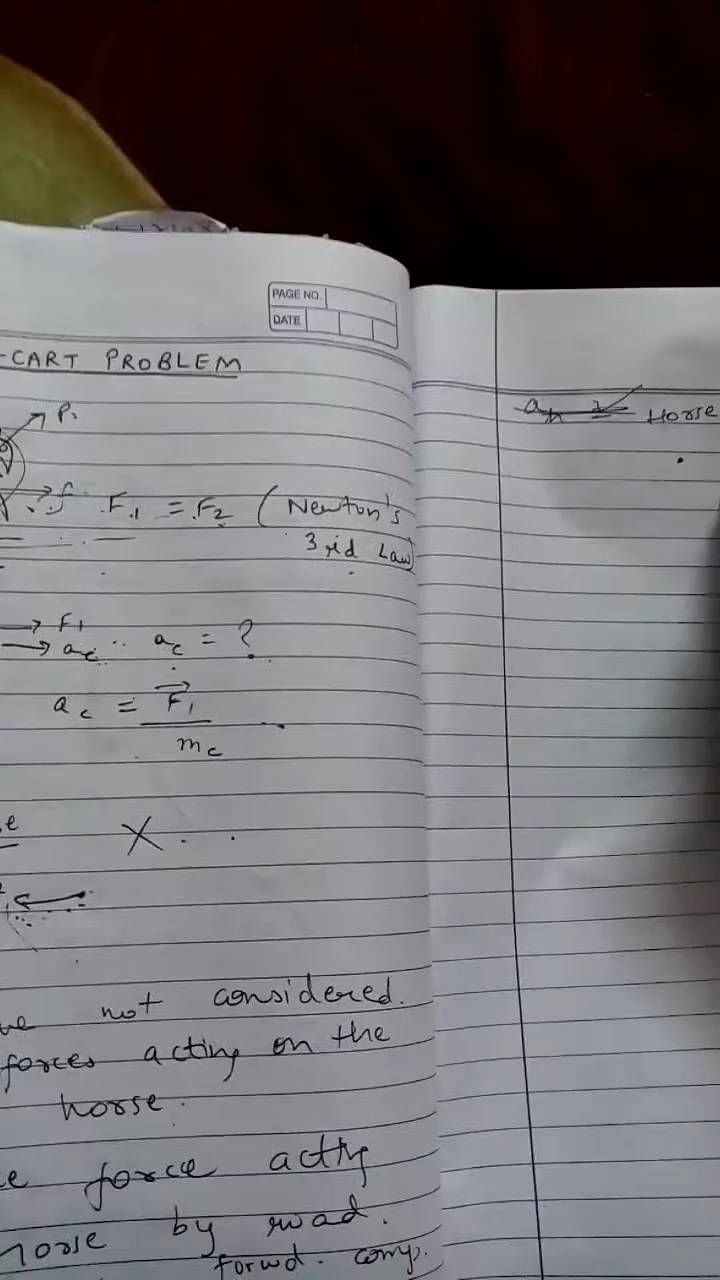 PAGE NO.
DATE
-CART PROBLEM
P.
f F1 = F2 ( Newton's
3rd Law)
→ F1
→ ac ac = ?
ac = F1
mc
e X
not considered.
forces acting on the
horse.
force acting
horse by road.
forwd. comp.
Horse